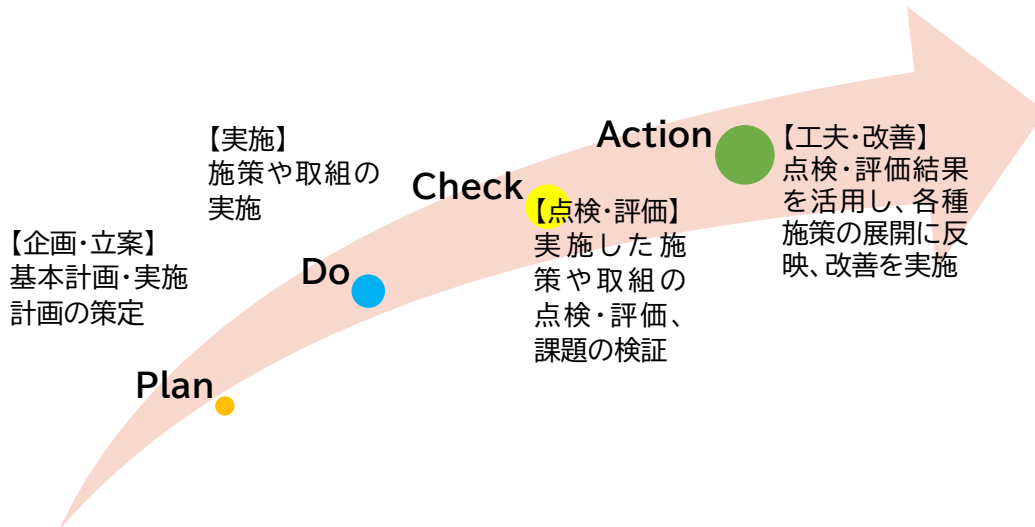 Plan
【企画・立案】
基本計画・実施
計画の策定
Do
【実施】
施策や取組の
実施
Check
【点検・評価】
実施した施
策や取組の
点検・評価、
課題の検証
Action
【工夫・改善】
点検・評価結果
を活用し、各種
施策の展開に反
映、改善を実施